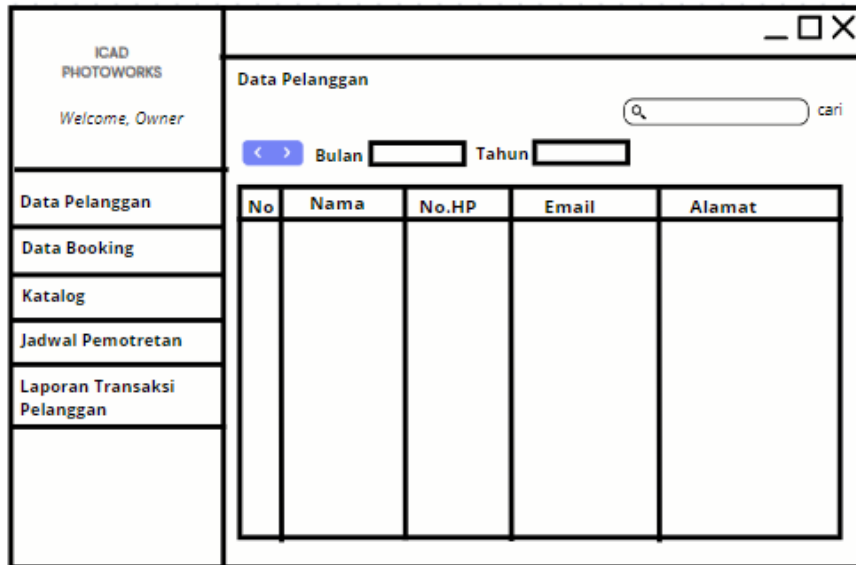 ICAD
PHOTOWORKS
Welcome, Owner
Data Pelanggan
Data Booking
Katalog
Jadwal Pemotretan
Laporan Transaksi
Pelanggan
Data Pelanggan
cari
Bulan Tahun
No Nama No.HP Email Alamat